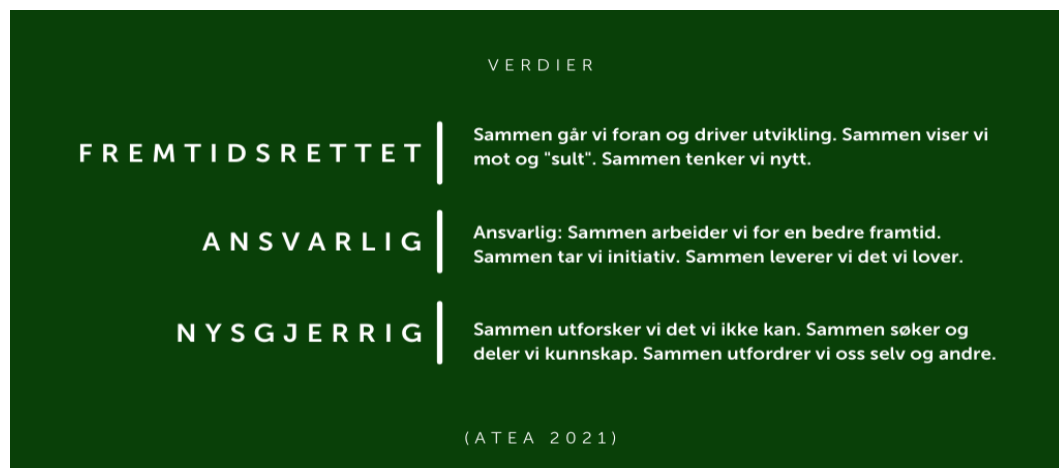 VERDIER
FREMTIDSRETTET
Sammen går vi foran og driver utvikling. Sammen viser vi
mot og "sult". Sammen tenker vi nytt.
ANSVARLIG
Ansvarlig: Sammen arbeider vi for en bedre framtid.
Sammen tar vi initiativ. Sammen leverer vi det vi lover.
NYSGJERRIG
Sammen utforsker vi det vi ikke kan. Sammen søker og
deler vi kunnskap. Sammen utfordrer vi oss selv og andre.
(ATEA 2021)